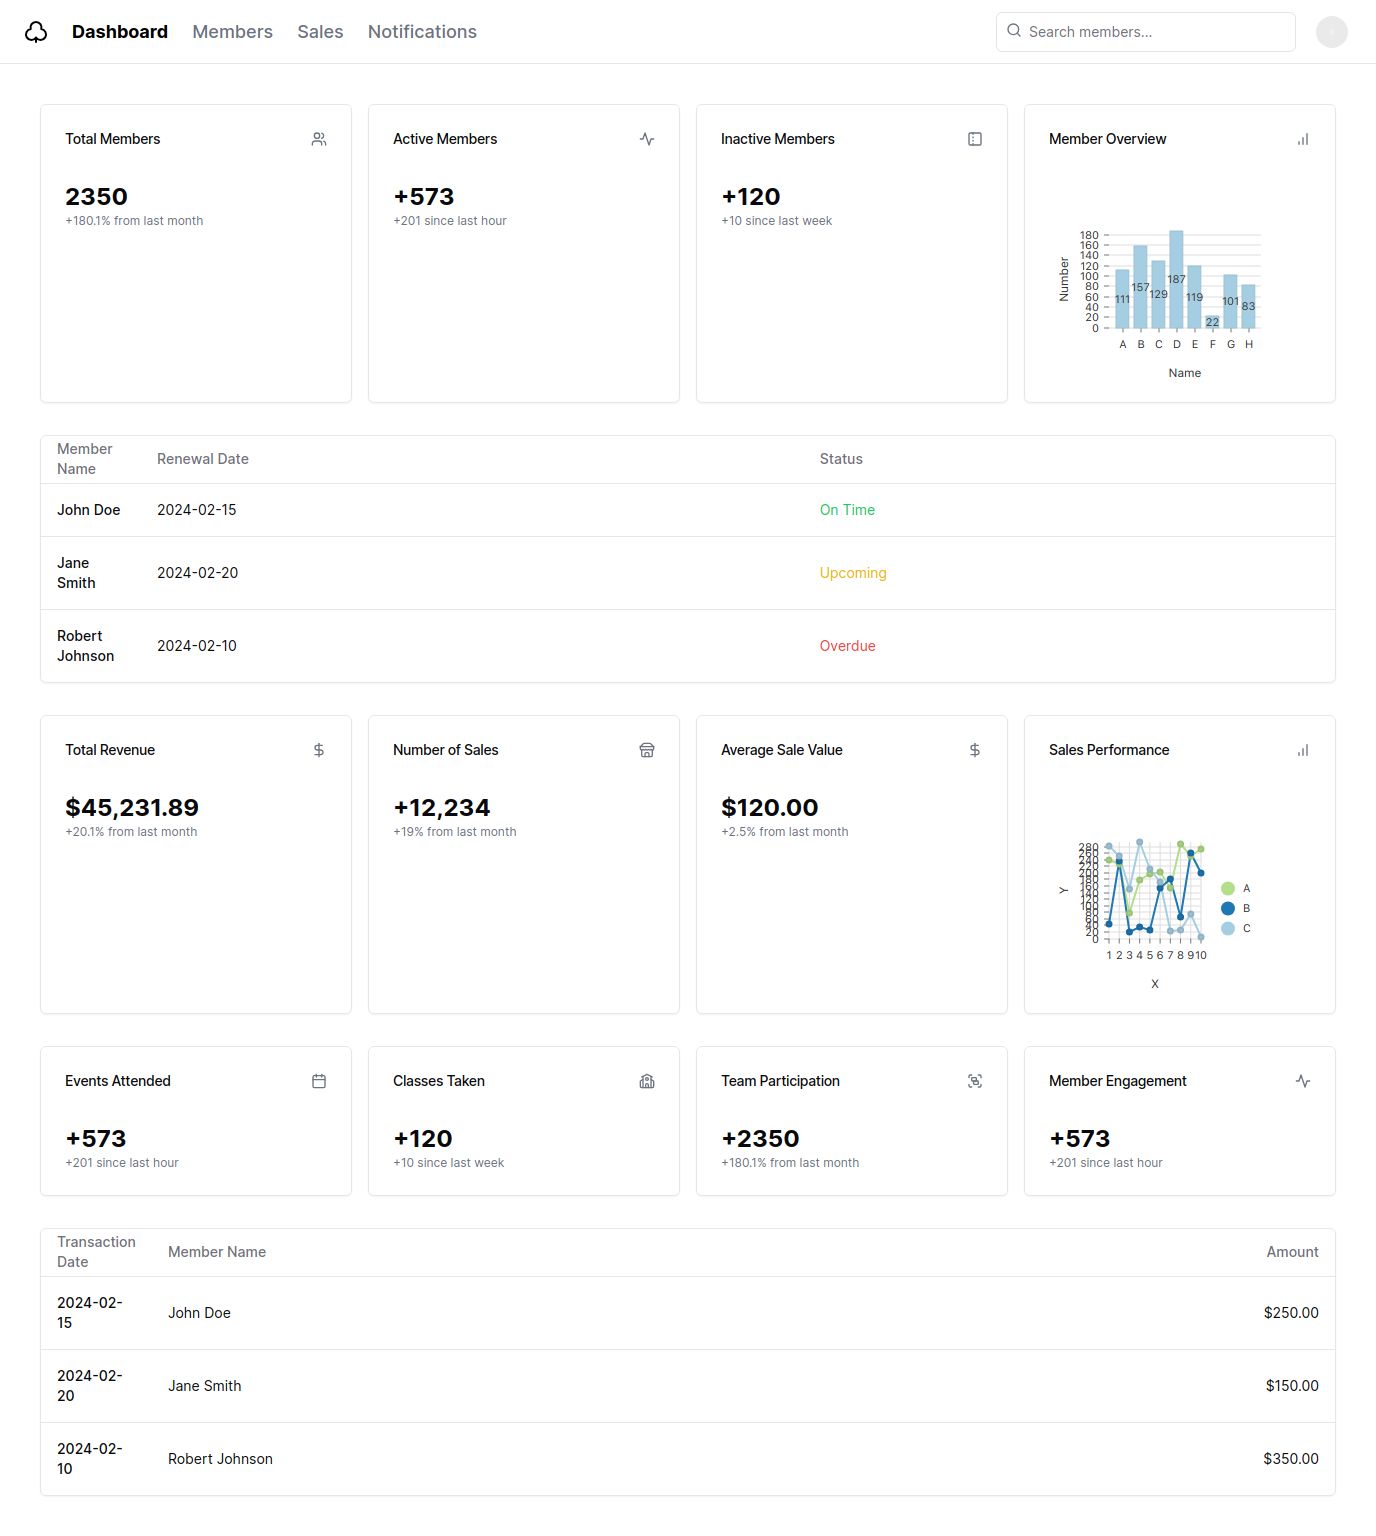 Dashboard Members Sales Notifications Search members...
Total Members Active Members Inactive Members Member Overview
2350 +573 +120
+180.1% from last month +201 since last hour +10 since last week
180
160
140
120
100
80
60
40
20
0
Number
111 157 129 187 119 22 101 83
A B C D E F G H
Name
Member Name Renewal Date Status
John Doe 2024-02-15 On Time
Jane Smith 2024-02-20 Upcoming
Robert Johnson 2024-02-10 Overdue
Total Revenue Number of Sales Average Sale Value Sales Performance
$45,231.89 +12,234 $120.00
+20.1% from last month +19% from last month +2.5% from last month
280
260
240
220
200
180
160
140
120
100
80
60
40
20
0
Y
A
B
C
1 2 3 4 5 6 7 8 9 10
X
Events Attended Classes Taken Team Participation Member Engagement
+573 +120 +2350 +573
+201 since last hour +10 since last week +180.1% from last month +201 since last hour
Transaction Date Member Name Amount
2024-02-15 John Doe $250.00
2024-02-20 Jane Smith $150.00
2024-02-10 Robert Johnson $350.00